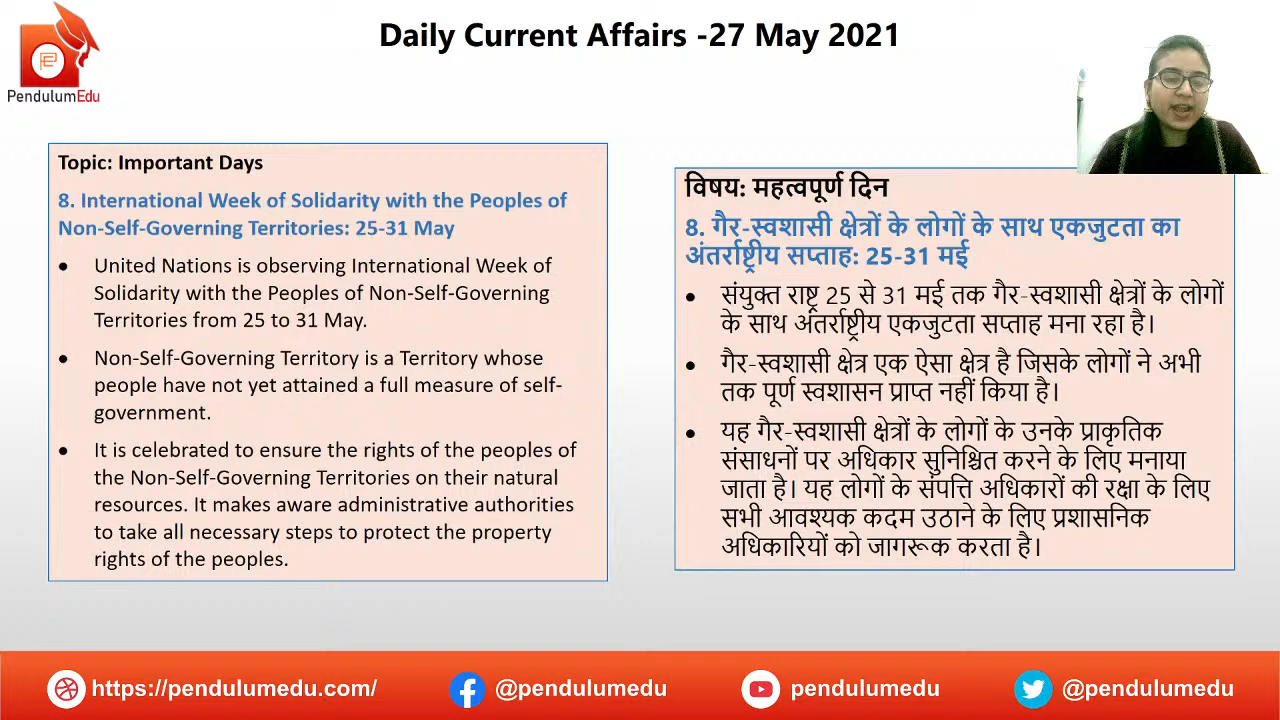 Daily Current Affairs -27 May 2021
PendulumEdu
Topic: Important Days
8. International Week of Solidarity with the Peoples of
Non-Self-Governing Territories: 25-31 May
• United Nations is observing International Week of
Solidarity with the Peoples of Non-Self-Governing
Territories from 25 to 31 May.
• Non-Self-Governing Territory is a Territory whose
people have not yet attained a full measure of self-
government.
• It is celebrated to ensure the rights of the peoples of
the Non-Self-Governing Territories on their natural
resources. It makes aware administrative authorities
to take all necessary steps to protect the property
rights of the peoples.
विषय: महत्वपूर्ण दिन
8. गैर-स्वशासी क्षेत्रों के लोगों के साथ एकजुटता का
अंतर्राष्ट्रीय सप्ताह: 25-31 मई
• संयुक्त राष्ट्र 25 से 31 मई तक गैर-स्वशासी क्षेत्रों के लोगों
के साथ अंतर्राष्ट्रीय एकजुटता सप्ताह मना रहा है।
• गैर-स्वशासी क्षेत्र एक ऐसा क्षेत्र है जिसके लोगों ने अभी
तक पूर्ण स्वशासन प्राप्त नहीं किया है।
• यह गैर-स्वशासी क्षेत्रों के लोगों के उनके प्राकृतिक
संसाधनों पर अधिकार सुनिश्चित करने के लिए मनाया
जाता है। यह लोगों के संपत्ति अधिकारों की रक्षा के लिए
सभी आवश्यक कदम उठाने के लिए प्रशासनिक
अधिकारियों को जागरूक करता है।
https://pendulumedu.com/
@pendulumedu
pendulumedu
@pendulumedu